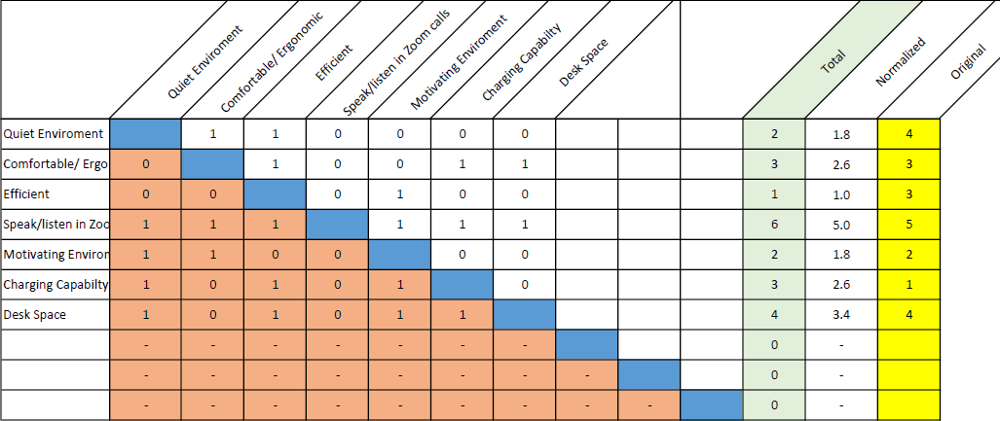 Quiet Enviroment
Comfortable/ Ergonomic
Efficient
Speak/listen in Zoom calls
Motivating Enviroment
Charging Capabilty
Desk Space
Total
Normalized
Original
Quiet Enviroment 1 1 0 0 0 0 2 1.8 4
Comfortable/ Ergo 0 1 0 0 1 1 3 2.6 3
Efficient 0 0 0 1 0 0 1 1.0 3
Speak/listen in Zoo 1 1 1 1 1 1 6 5.0 5
Motivating Environ 1 1 0 0 0 0 2 1.8 2
Charging Capabilty 1 0 1 0 1 0 3 2.6 1
Desk Space 1 0 1 0 1 1 4 3.4 4
- - - - - - - 0 -
- - - - - - - - 0 -
- - - - - - - - - 0 -